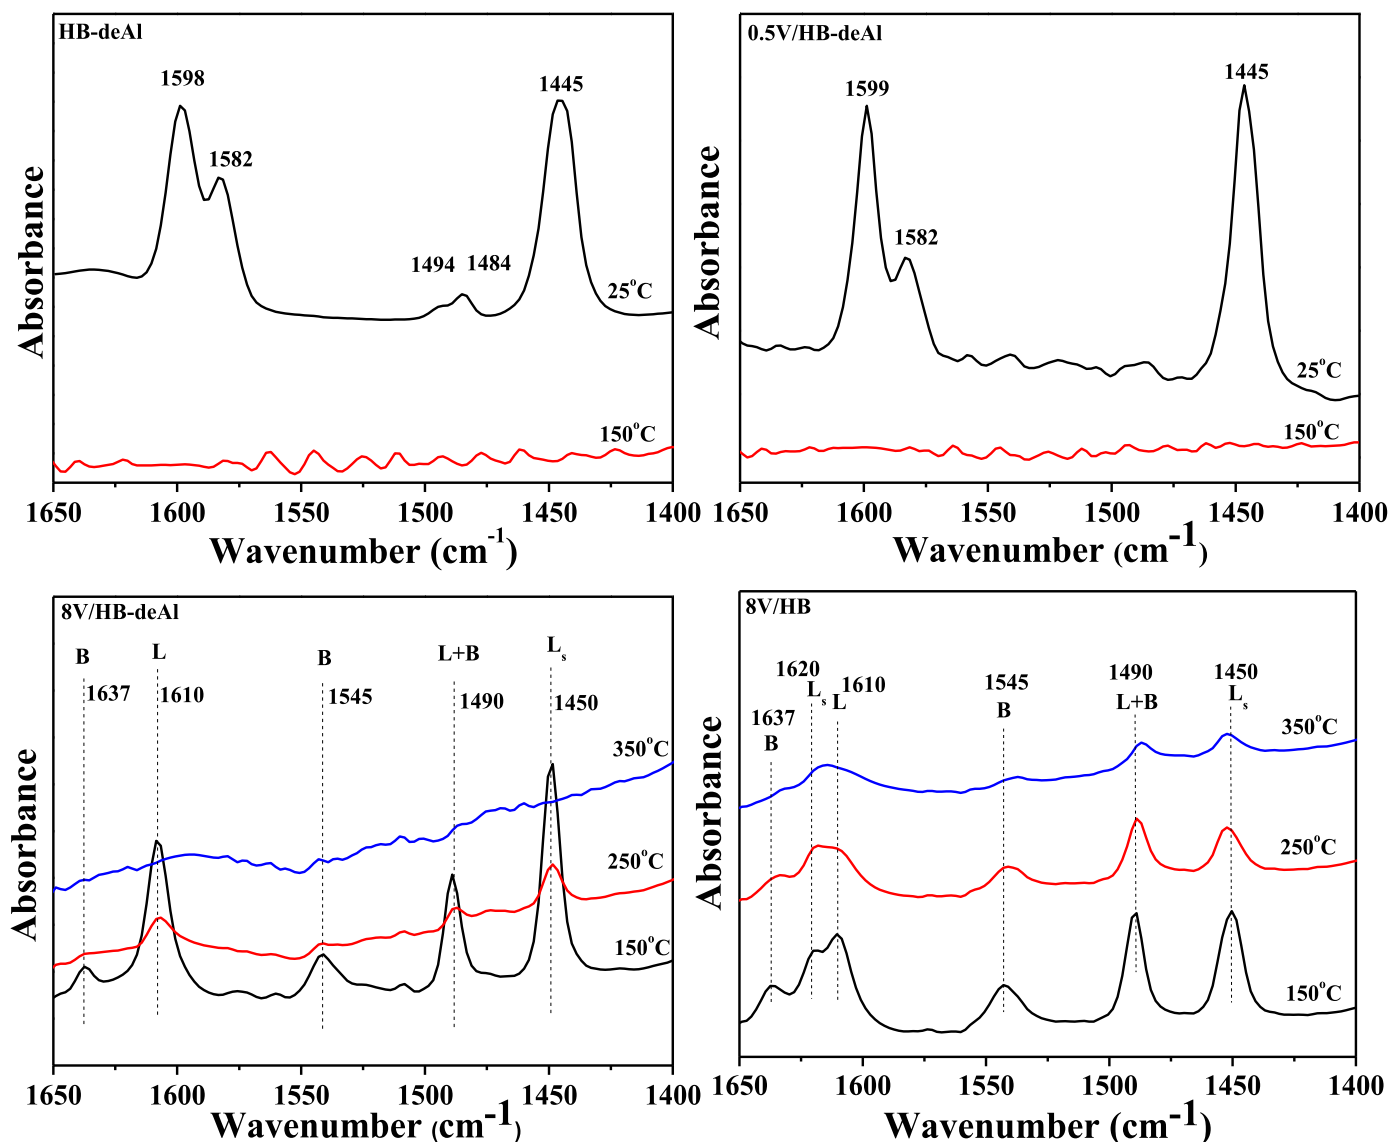 HB-deAl
1598
1582
1494 1484
1445
25°C
150°C
Absorbance
1650 1600 1550 1500 1450 1400
Wavenumber (cm⁻¹)
0.5V/HB-deAl
1599
1582
1445
25°C
150°C
Absorbance
1650 1600 1550 1500 1450 1400
Wavenumber (cm⁻¹)
8V/HB-deAl
B L B L+B Lₛ
1637 1610 1545 1490 1450
350°C
250°C
150°C
Absorbance
1650 1600 1550 1500 1450 1400
Wavenumber (cm⁻¹)
8V/HB
1637 1620 1610 1545 1490 1450
B Lₛ L B L+B Lₛ
350°C
250°C
150°C
Absorbance
1650 1600 1550 1500 1450 1400
Wavenumber (cm⁻¹)